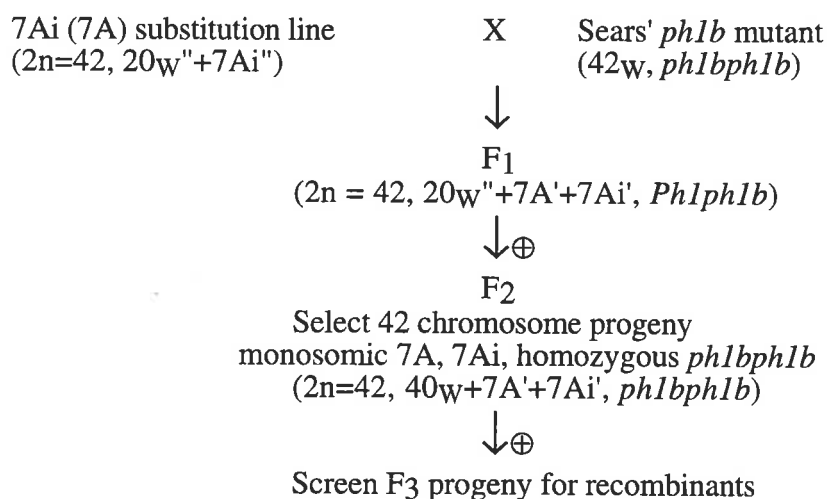 7Ai (7A) substitution line X Sears' ph1b mutant
(2n=42, 20w"+7Ai") (42w, ph1bph1b)
F1
(2n = 42, 20w"+7A'+7Ai', Ph1ph1b)
⊕
F2
Select 42 chromosome progeny
monosomic 7A, 7Ai, homozygous ph1bph1b
(2n=42, 40w+7A'+7Ai', ph1bph1b)
⊕
Screen F3 progeny for recombinants